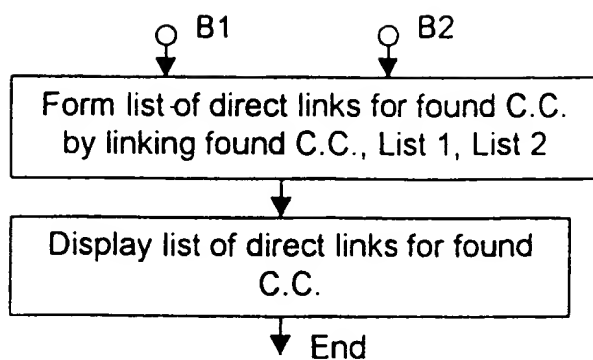 B1 B2
Form list of direct links for found C.C.
by linking found C.C., List 1, List 2
Display list of direct links for found
C.C.
End